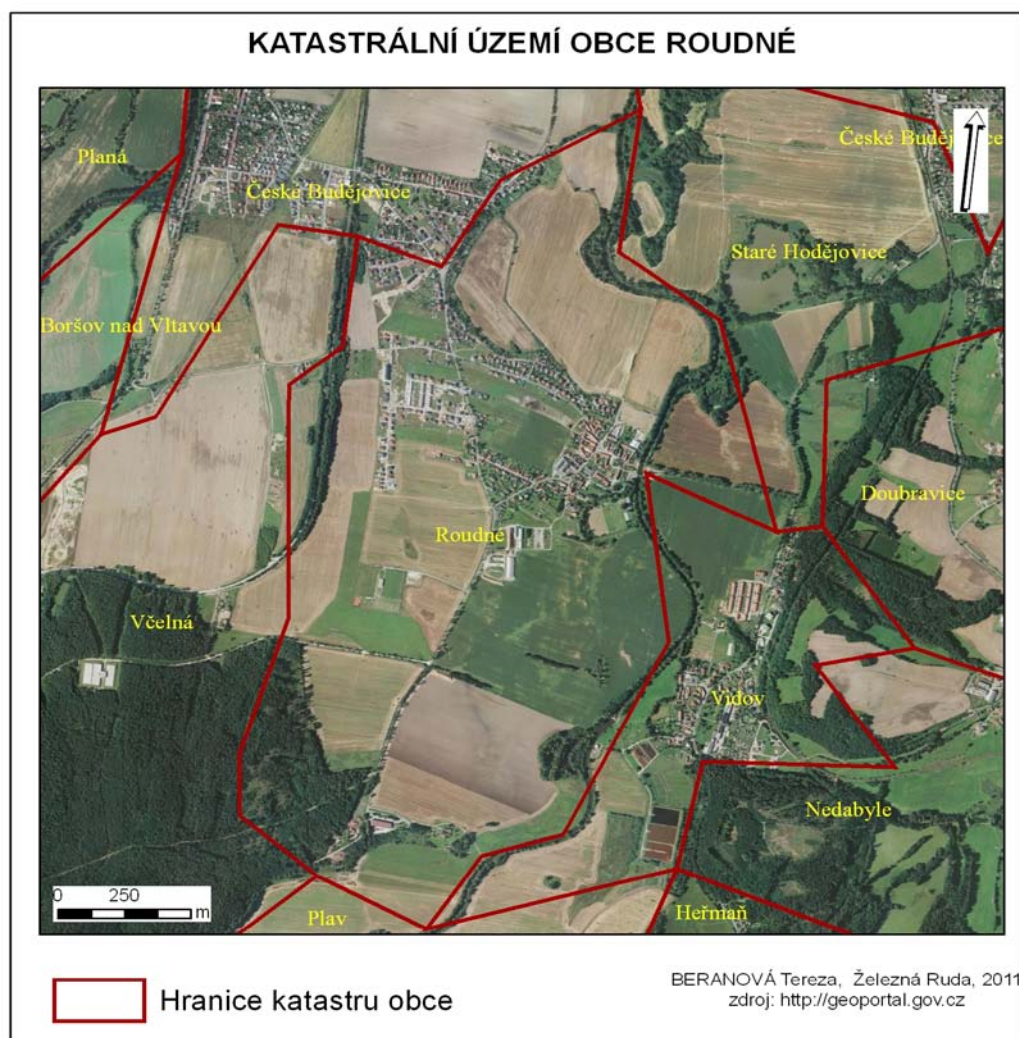 KATASTRÁLNÍ ÚZEMÍ OBCE ROUDNÉ
České Budějovice
Planá
České Budějovice
Staré Hodějovice
Boršov nad Vltavou
Doubravice
Roudné
Včelná
Vidov
Nedabyle
0 250
m
Plav
Heřmaň
Hranice katastru obce
BERANOVÁ Tereza, Železná Ruda, 2011
zdroj: http://geoportal.gov.cz